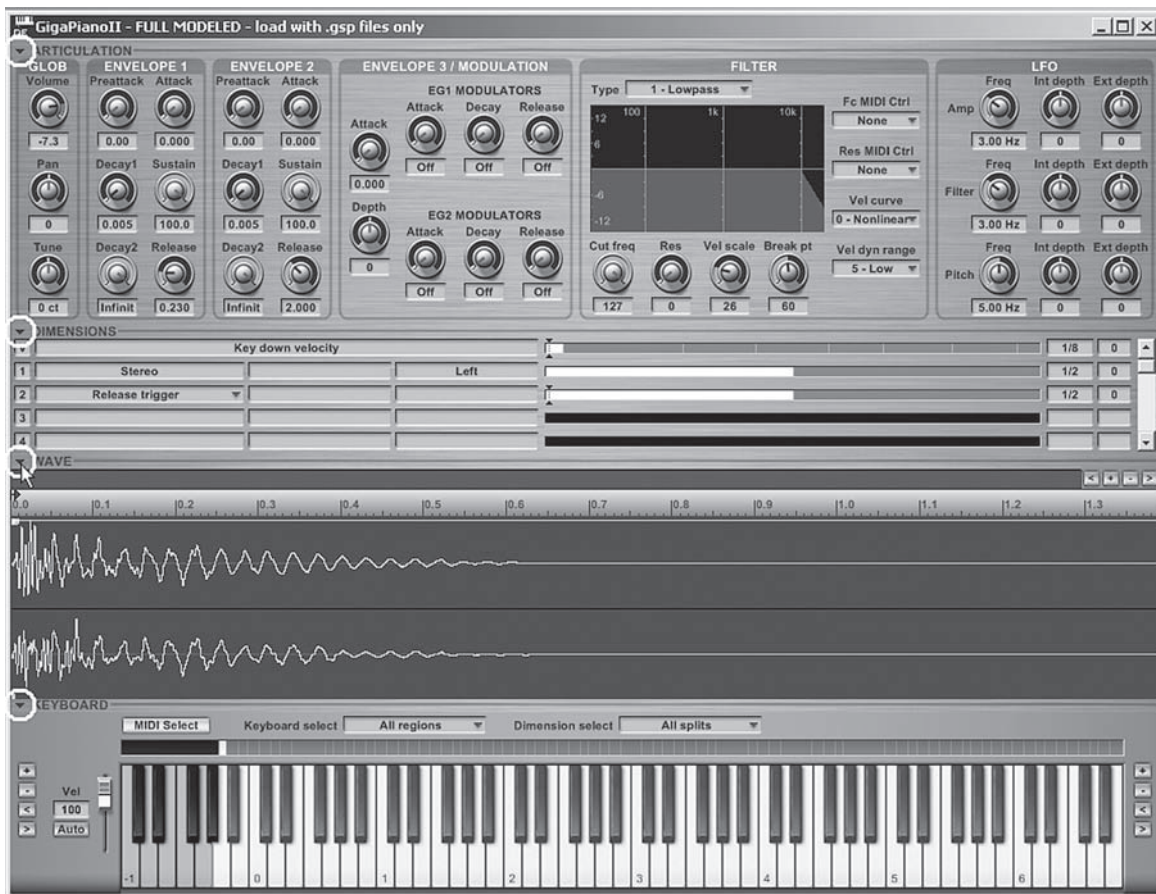 GigaPianoII - FULL MODELED - load with .gsp files only
ARTICULATION
GLOB ENVELOPE 1 ENVELOPE 2 ENVELOPE 3 / MODULATION FILTER LFO
Volume Preattack Attack Preattack Attack
-7.3 0.00 0.000 0.00 0.000
Pan Decay1 Sustain Decay1 Sustain
0 0.005 100.0 0.005 100.0
Tune Decay2 Release Decay2 Release
0 ct Infinit 0.230 Infinit 2.000
EG1 MODULATORS
Attack Attack Decay Release
0.000 Off Off Off
Depth
0
EG2 MODULATORS
Attack Decay Release
Off Off Off
Type 1 - Lowpass
100 1k 10k
-6
-12
Cut freq Res Vel scale Break pt
127 0 26 60
Fc MIDI Ctrl
None
Res MIDI Ctrl
None
Vel curve
0 - Nonlinear
Vel dyn range
5 - Low
Freq Int depth Ext depth
Amp
3.00 Hz 0 0
Freq Int depth Ext depth
Filter
3.00 Hz 0 0
Freq Int depth Ext depth
Pitch
5.00 Hz 0 0
DIMENSIONS
Key down velocity 1/8 0
1 Stereo Left 1/2 0
2 Release trigger 1/2 0
3
4
WAVE
< + - >
0.0 0.1 0.2 0.3 0.4 0.5 0.6 0.7 0.8 0.9 1.0 1.1 1.2 1.3
KEYBOARD
MIDI Select Keyboard select All regions Dimension select All splits
+ +
- Vel -
< 100 <
> Auto >
-1 0 1 2 3 4 5 6